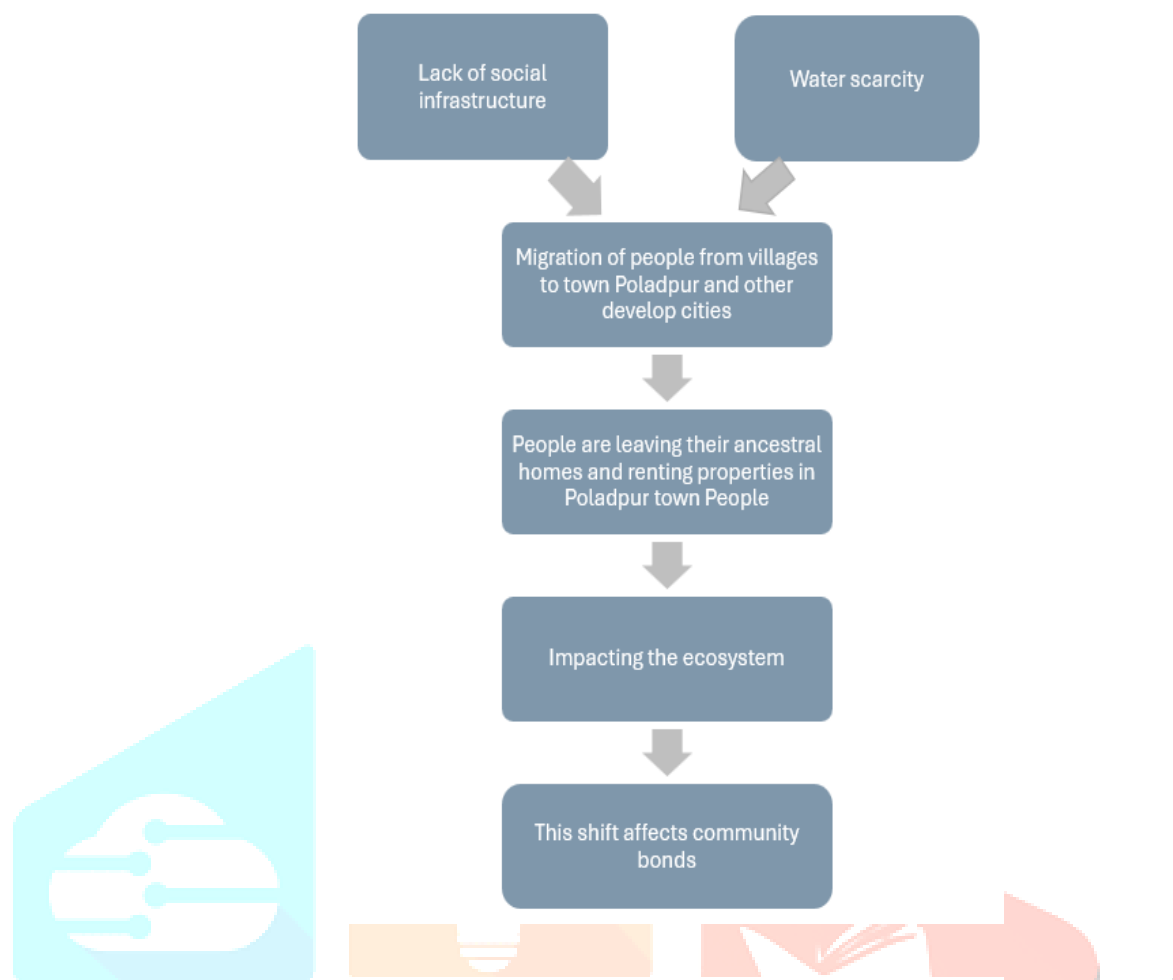 Lack of social
infrastructure
Water scarcity
Migration of people from villages
to town Poladpur and other
develop cities
People are leaving their ancestral
homes and renting properties in
Poladpur town People
Impacting the ecosystem
This shift affects community
bonds